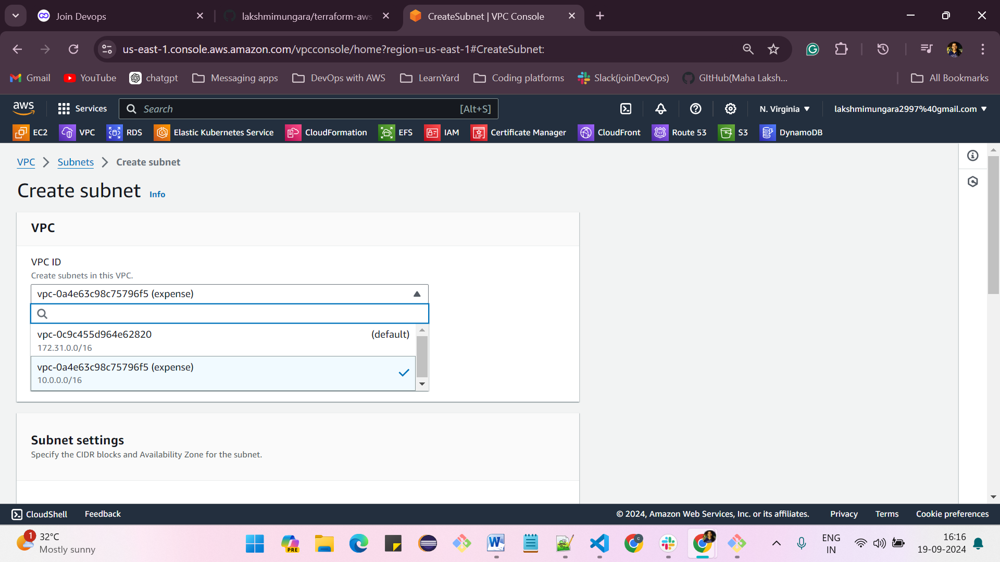 Join Devops
lakshmimungara/terraform-aws
CreateSubnet | VPC Console
us-east-1.console.aws.amazon.com/vpcconsole/home?region=us-east-1#CreateSubnet:
Gmail
YouTube
chatgpt
Messaging apps
DevOps with AWS
LearnYard
Coding platforms
Slack(joinDevOps)
GItHub(Maha Laksh...
All Bookmarks
aws
Services
Search
[Alt+S]
N. Virginia
lakshmimungara2997%40gmail.com
EC2
VPC
RDS
Elastic Kubernetes Service
CloudFormation
EFS
IAM
Certificate Manager
CloudFront
53
Route 53
S3
DynamoDB
VPC
Subnets
Create subnet
Create subnet Info
VPC
VPC ID
Create subnets in this VPC.
vpc-0a4e63c98c75796f5 (expense)
vpc-0c9c455d964e62820 (default)
172.31.0.0/16
vpc-0a4e63c98c75796f5 (expense)
10.0.0.0/16
Subnet settings
Specify the CIDR blocks and Availability Zone for the subnet.
CloudShell
Feedback
© 2024, Amazon Web Services, Inc. or its affiliates.
Privacy
Terms
Cookie preferences
1
32°C
Mostly sunny
PRE
ENG
IN
16:16
19-09-2024